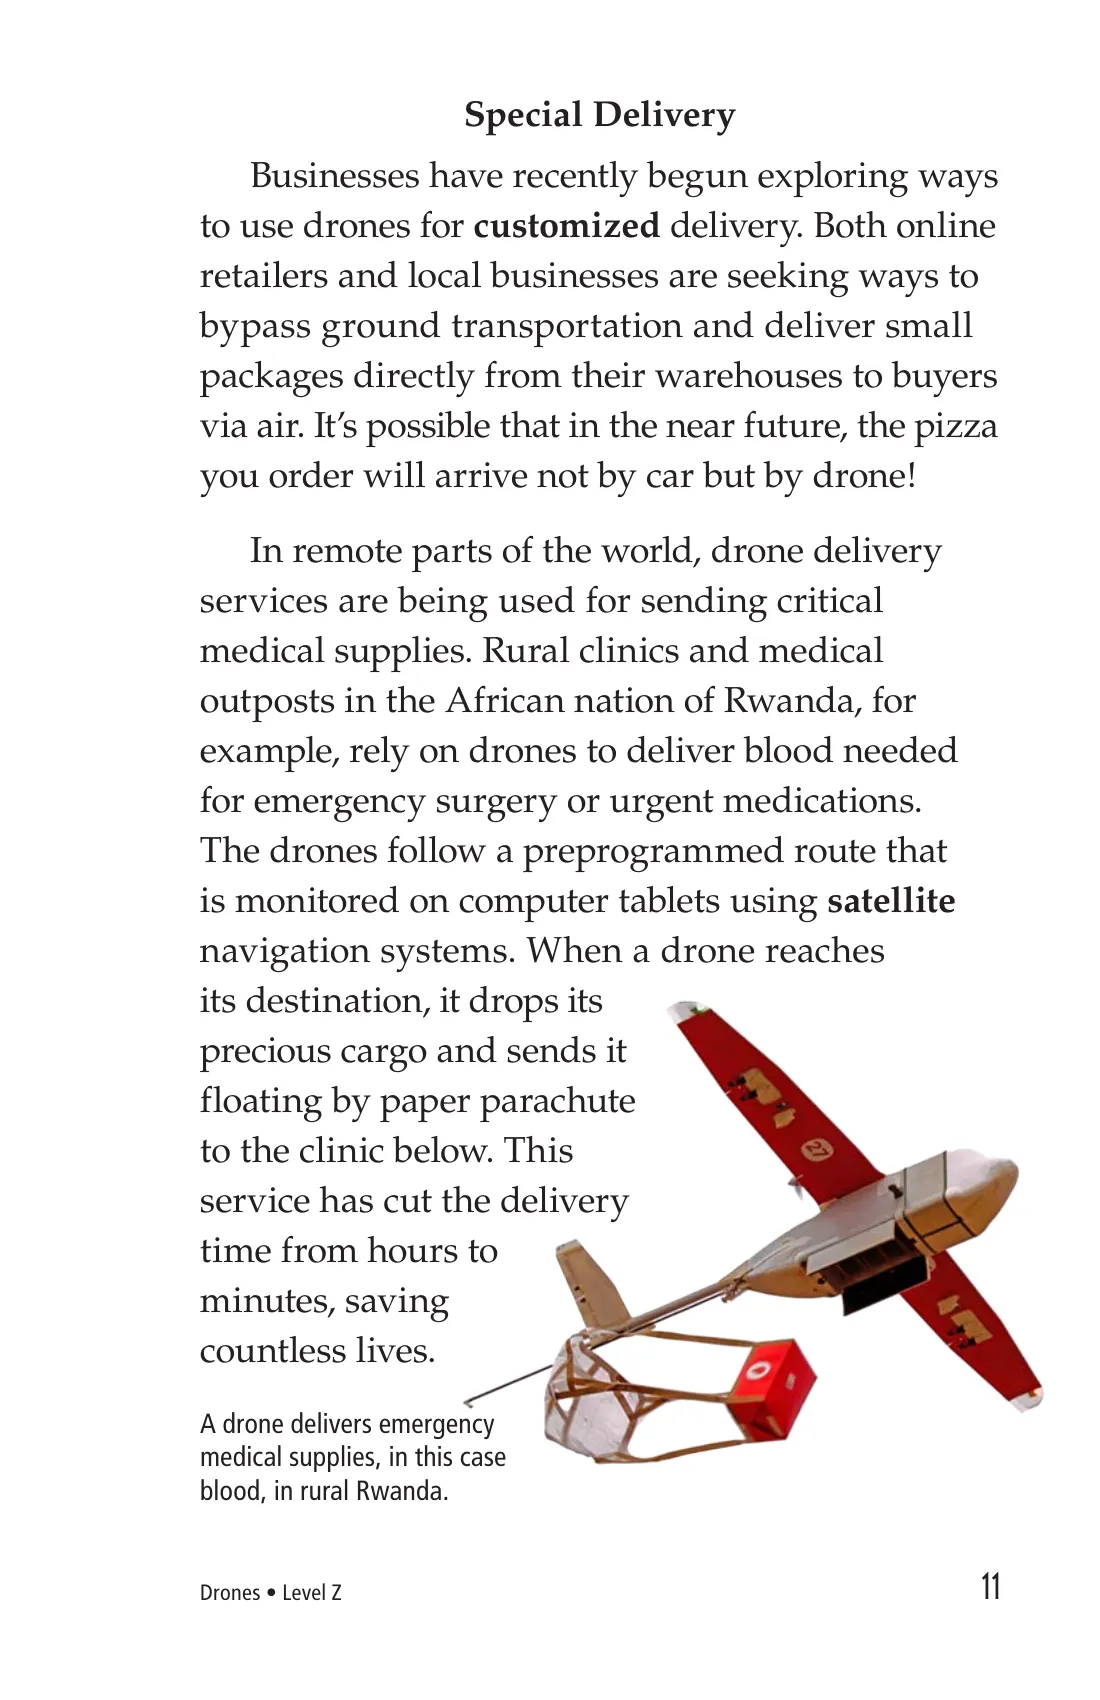 Special Delivery
Businesses have recently begun exploring ways
to use drones for customized delivery. Both online
retailers and local businesses are seeking ways to
bypass ground transportation and deliver small
packages directly from their warehouses to buyers
via air. It’s possible that in the near future, the pizza
you order will arrive not by car but by drone!
In remote parts of the world, drone delivery
services are being used for sending critical
medical supplies. Rural clinics and medical
outposts in the African nation of Rwanda, for
example, rely on drones to deliver blood needed
for emergency surgery or urgent medications.
The drones follow a preprogrammed route that
is monitored on computer tablets using satellite
navigation systems. When a drone reaches
its destination, it drops its
precious cargo and sends it
floating by paper parachute
to the clinic below. This
service has cut the delivery
time from hours to
minutes, saving
countless lives.
27
A drone delivers emergency
medical supplies, in this case
blood, in rural Rwanda.
Drones • Level Z
11